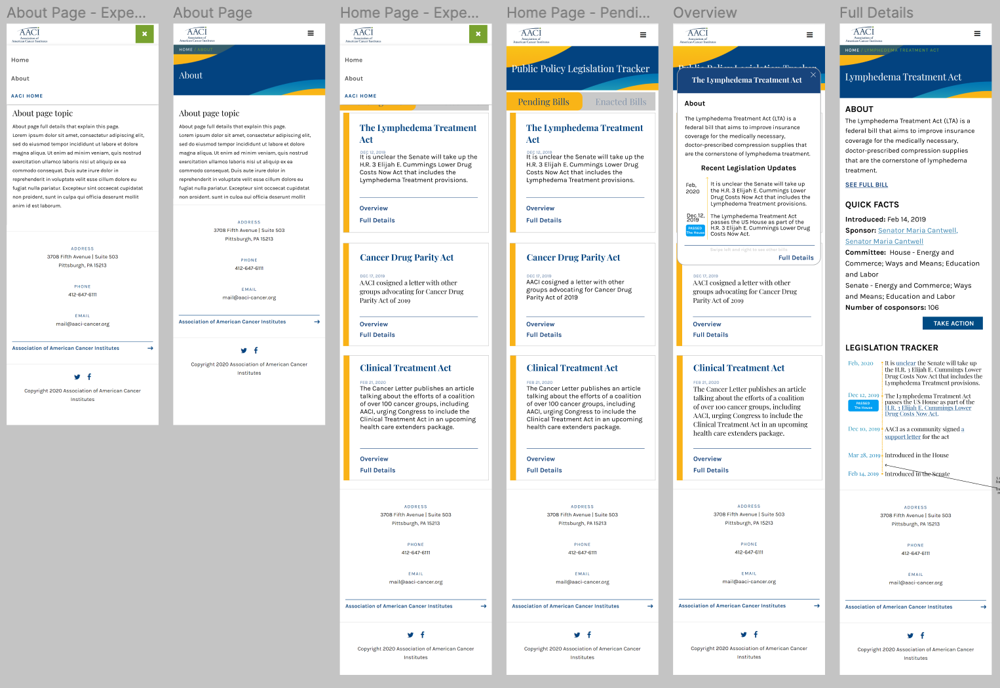 About Page - Expe...
AACI
Association of
American Cancer Institutes
Home
About
AACI HOME
About page topic
About page full details that explain this page.
Lorem ipsum dolor sit amet, consectetur adipiscing elit,
sed do eiusmod tempor incididunt ut labore et dolore
magna aliqua. Ut enim ad minim veniam, quis nostrud
exercitation ullamco laboris nisi ut aliquip ex ea
commodo consequat. Duis aute irure dolor in
reprehenderit in voluptate velit esse cillum dolore eu
fugiat nulla pariatur. Excepteur sint occaecat cupidatat
non proident, sunt in culpa qui officia deserunt mollit
anim id est laborum.
ADDRESS
3708 Fifth Avenue | Suite 503
Pittsburgh, PA 15213
PHONE
412-647-6111
EMAIL
mail@aaci-cancer.org
Association of American Cancer Institutes
Copyright 2020 Association of American Cancer
Institutes
About Page
AACI
Association of
American Cancer Institutes
HOME / ABOUT
About
About page topic
About page full details that explain this page.
Lorem ipsum dolor sit amet, consectetur adipiscing elit,
sed do eiusmod tempor incididunt ut labore et dolore
magna aliqua. Ut enim ad minim veniam, quis nostrud
exercitation ullamco laboris nisi ut aliquip ex ea
commodo consequat. Duis aute irure dolor in
reprehenderit in voluptate velit esse cillum dolore eu
fugiat nulla pariatur. Excepteur sint occaecat cupidatat
non proident, sunt in culpa qui officia deserunt mollit
ADDRESS
3708 Fifth Avenue | Suite 503
Pittsburgh, PA 15213
PHONE
412-647-6111
EMAIL
mail@aaci-cancer.org
Association of American Cancer Institutes
Copyright 2020 Association of American Cancer
Institutes
Home Page - Expe...
AACI
Association of
American Cancer Institutes
Home
About
AACI HOME
The Lymphedema Treatment
Act
DEC 12, 2019
It is unclear the Senate will take up the
H.R. 3 Elijah E. Cummings Lower Drug
Costs Now Act that includes the
Lymphedema Treatment provisions.
Overview
Full Details
Cancer Drug Parity Act
DEC 17, 2019
AACI cosigned a letter with other
groups advocating for Cancer Drug
Parity Act of 2019
Overview
Full Details
Clinical Treatment Act
FEB 21, 2020
The Cancer Letter publishes an article
talking about the efforts of a coalition
of over 100 cancer groups, including
AACI, urging Congress to include the
Clinical Treatment Act in an upcoming
health care extenders package.
Overview
Full Details
ADDRESS
3708 Fifth Avenue | Suite 503
Pittsburgh, PA 15213
PHONE
412-647-6111
EMAIL
mail@aaci-cancer.org
Association of American Cancer Institutes
Copyright 2020 Association of American Cancer
Institutes
Home Page - Pendi...
AACI
Association of
American Cancer Institutes
Public Policy Legislation Tracker
Pending Bills
Enacted Bills
The Lymphedema Treatment
Act
DEC 12, 2019
It is unclear the Senate will take up the
H.R. 3 Elijah E. Cummings Lower Drug
Costs Now Act that includes the
Lymphedema Treatment provisions.
Overview
Full Details
Cancer Drug Parity Act
DEC 17, 2019
AACI cosigned a letter with other
groups advocating for Cancer Drug
Parity Act of 2019
Overview
Full Details
Clinical Treatment Act
FEB 21, 2020
The Cancer Letter publishes an article
talking about the efforts of a coalition
of over 100 cancer groups, including
AACI, urging Congress to include the
Clinical Treatment Act in an upcoming
health care extenders package.
Overview
Full Details
ADDRESS
3708 Fifth Avenue | Suite 503
Pittsburgh, PA 15213
PHONE
412-647-6111
EMAIL
mail@aaci-cancer.org
Association of American Cancer Institutes
Copyright 2020 Association of American Cancer
Institutes
Overview
AACI
Association of
American Cancer Institutes
Public Policy Legislation Tracker
The Lymphedema Treatment Act
About
The Lymphedema Treatment Act (LTA) is a
federal bill that aims to improve insurance
coverage for the medically necessary,
doctor-prescribed compression supplies that
are the cornerstone of lymphedema treatment.
Recent Legislation Updates
Feb,
2020
It is unclear the Senate will take up
the H.R. 3 Elijah E. Cummings Lower
Drug Costs Now Act that includes the
Lymphedema Treatment provisions.
Dec 12,
2019
PASSED
The House
The Lymphedema Treatment Act
passes the US House as part of the
H.R. 3 Elijah E. Cummings Lower Drug
Costs Now Act.
Swipe left and right to see other bills
Full Details
DEC 17, 2019
AACI cosigned a letter with other
groups advocating for Cancer Drug
Parity Act of 2019
Overview
Full Details
Clinical Treatment Act
FEB 21, 2020
The Cancer Letter publishes an article
talking about the efforts of a coalition
of over 100 cancer groups, including
AACI, urging Congress to include the
Clinical Treatment Act in an upcoming
health care extenders package.
Overview
Full Details
ADDRESS
3708 Fifth Avenue | Suite 503
Pittsburgh, PA 15213
PHONE
412-647-6111
EMAIL
mail@aaci-cancer.org
Association of American Cancer Institutes
Copyright 2020 Association of American Cancer
Institutes
Full Details
AACI
Association of
American Cancer Institutes
HOME / LYMPHEDEMA TREATMENT ACT
Lymphedema Treatment Act
ABOUT
The Lymphedema Treatment Act (LTA) is a
federal bill that aims to improve insurance
coverage for the medically necessary,
doctor-prescribed compression supplies
that are the cornerstone of lymphedema
treatment.
SEE FULL BILL
QUICK FACTS
Introduced: Feb 14, 2019
Sponsor: Senator Maria Cantwell,
Senator Maria Cantwell
Committee: House - Energy and
Commerce; Ways and Means; Education
and Labor
Senate - Energy and Commerce; Ways
and Means; Education and Labor
Number of cosponsors: 106
TAKE ACTION
LEGISLATION TRACKER
Feb, 2020
It is unclear the Senate will take up
the H.R. 3 Elijah E. Cummings Lower
Drug Costs Now Act that includes the
Lymphedema Treatment provisions.
Dec 12, 2019
PASSED
The House
The Lymphedema Treatment Act
passes the US House as part of the
H.R. 3 Elijah E. Cummings Lower
Drug Costs Now Act.
Dec 10, 2019
AACI as a community signed a
support letter for the act
Mar 28, 2019
Introduced in the House
Feb 14, 2019
Introduced in the Senate
ADDRESS
3708 Fifth Avenue | Suite 503
Pittsburgh, PA 15213
PHONE
412-647-6111
EMAIL
mail@aaci-cancer.org
Association of American Cancer Institutes
Copyright 2020 Association of American Cancer
Institutes